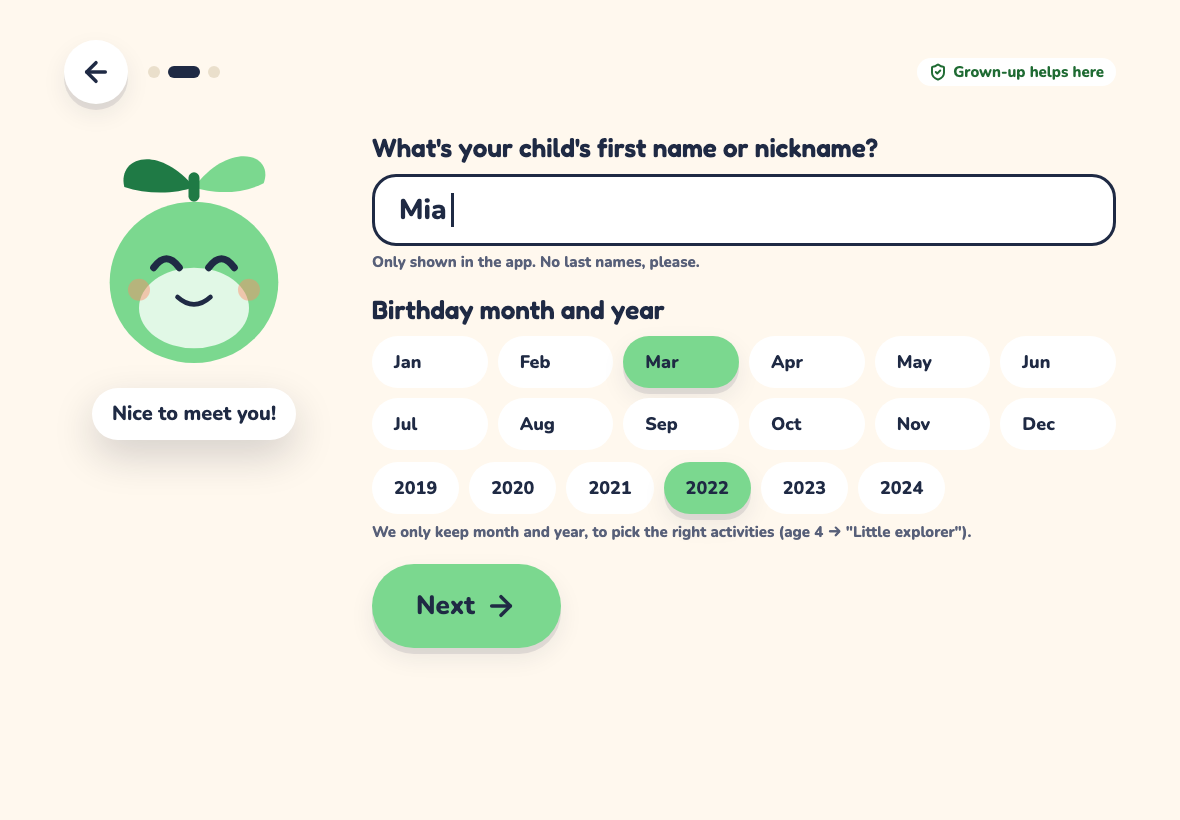 Grown-up helps here
What's your child's first name or nickname?
Mia
Only shown in the app. No last names, please.
Birthday month and year
Jan Feb Mar Apr May Jun
Nice to meet you!
Jul Aug Sep Oct Nov Dec
2019 2020 2021 2022 2023 2024
We only keep month and year, to pick the right activities (age 4 → "Little explorer").
Next →